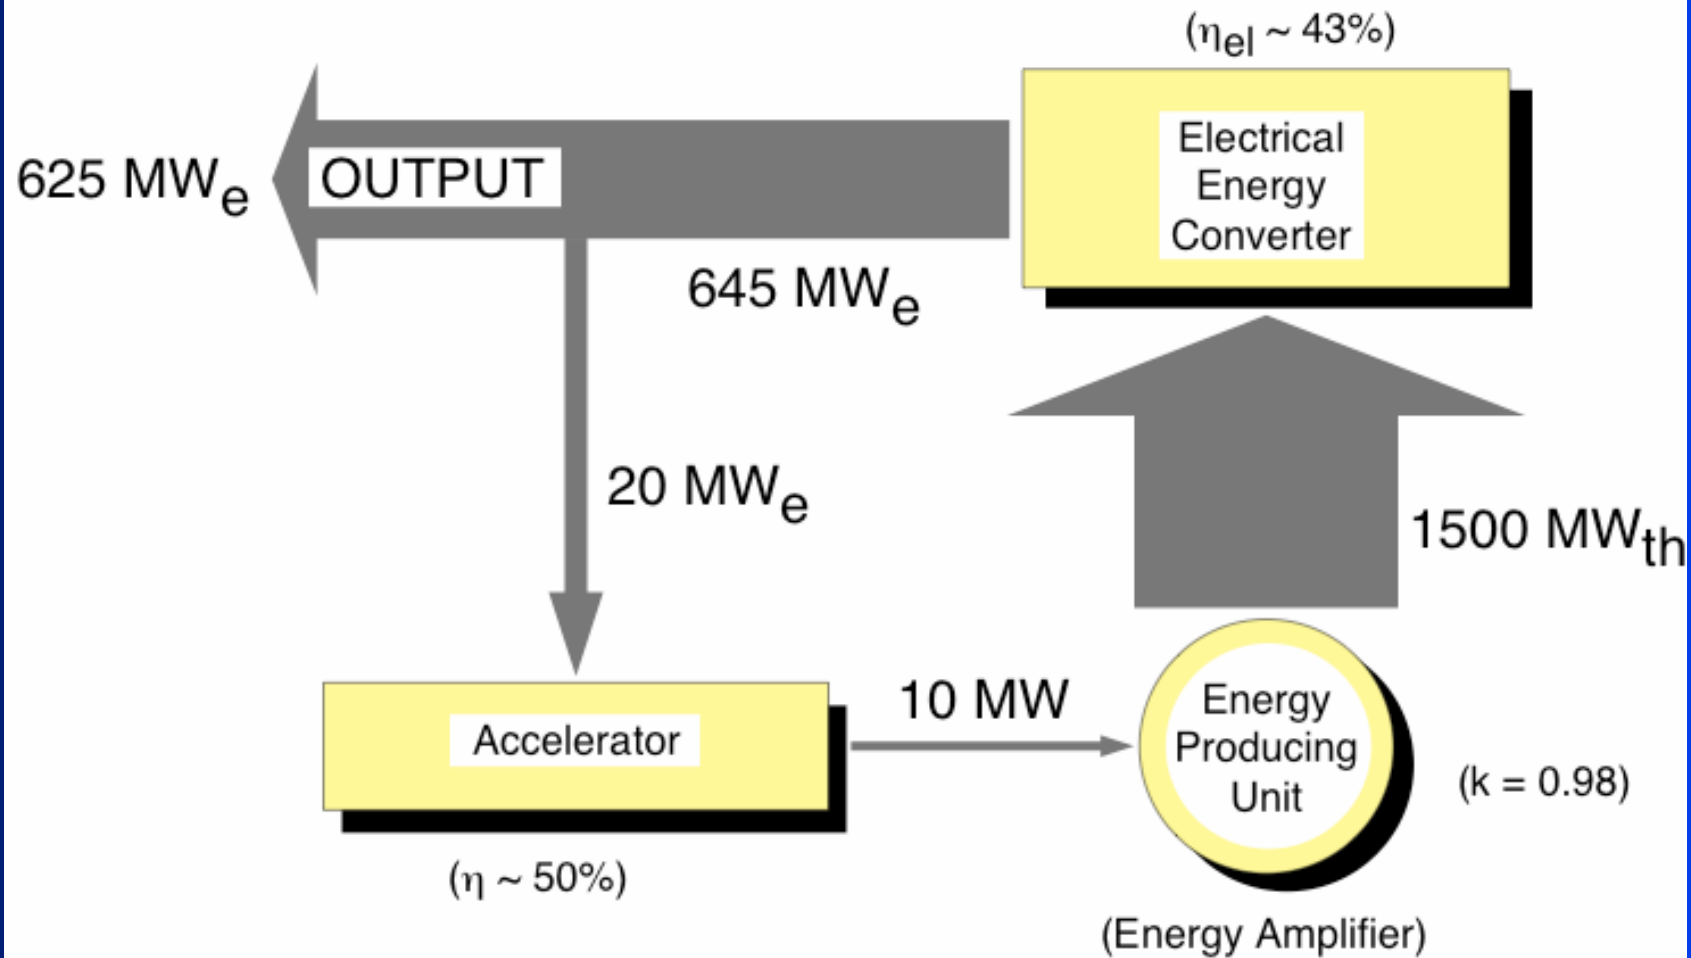 (ηel ~ 43%)
Electrical
Energy
Converter
625 MWe
OUTPUT
645 MWe
20 MWe
1500 MWth
Accelerator
10 MW
Energy
Producing
Unit
(k = 0.98)
(η ~ 50%)
(Energy Amplifier)